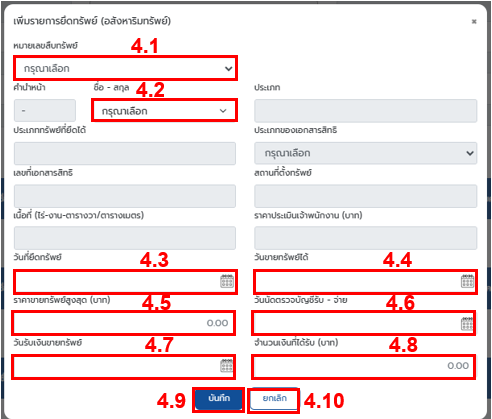 เพิ่มรายการยึดทรัพย์ (อสังหาริมทรัพย์) ×
หมายเลขสืบทรัพย์ 4.1
กรุณาเลือก
คำนำหน้า ชื่อ - สกุล 4.2 ประเภท
- กรุณาเลือก
ประเภททรัพย์ที่ยึดได้ ประเภทของเอกสารสิทธิ
กรุณาเลือก
เลขที่เอกสารสิทธิ สถานที่ตั้งทรัพย์
เนื้อที่ (ไร่-งาน-ตารางวา/ตารางเมตร) ราคาประเมินเจ้าพนักงาน (บาท)
วันที่ยึดทรัพย์ 4.3 วันขายทรัพย์ได้ 4.4
ราคาขายทรัพย์สูงสุด (บาท) 4.5 วันนัดตรวจบัญชีรับ - จ่าย 4.6
0.00
วันรับเงินขายทรัพย์ 4.7 จำนวนเงินที่ได้รับ (บาท) 4.8
0.00
4.9 บันทึก ยกเลิก 4.10